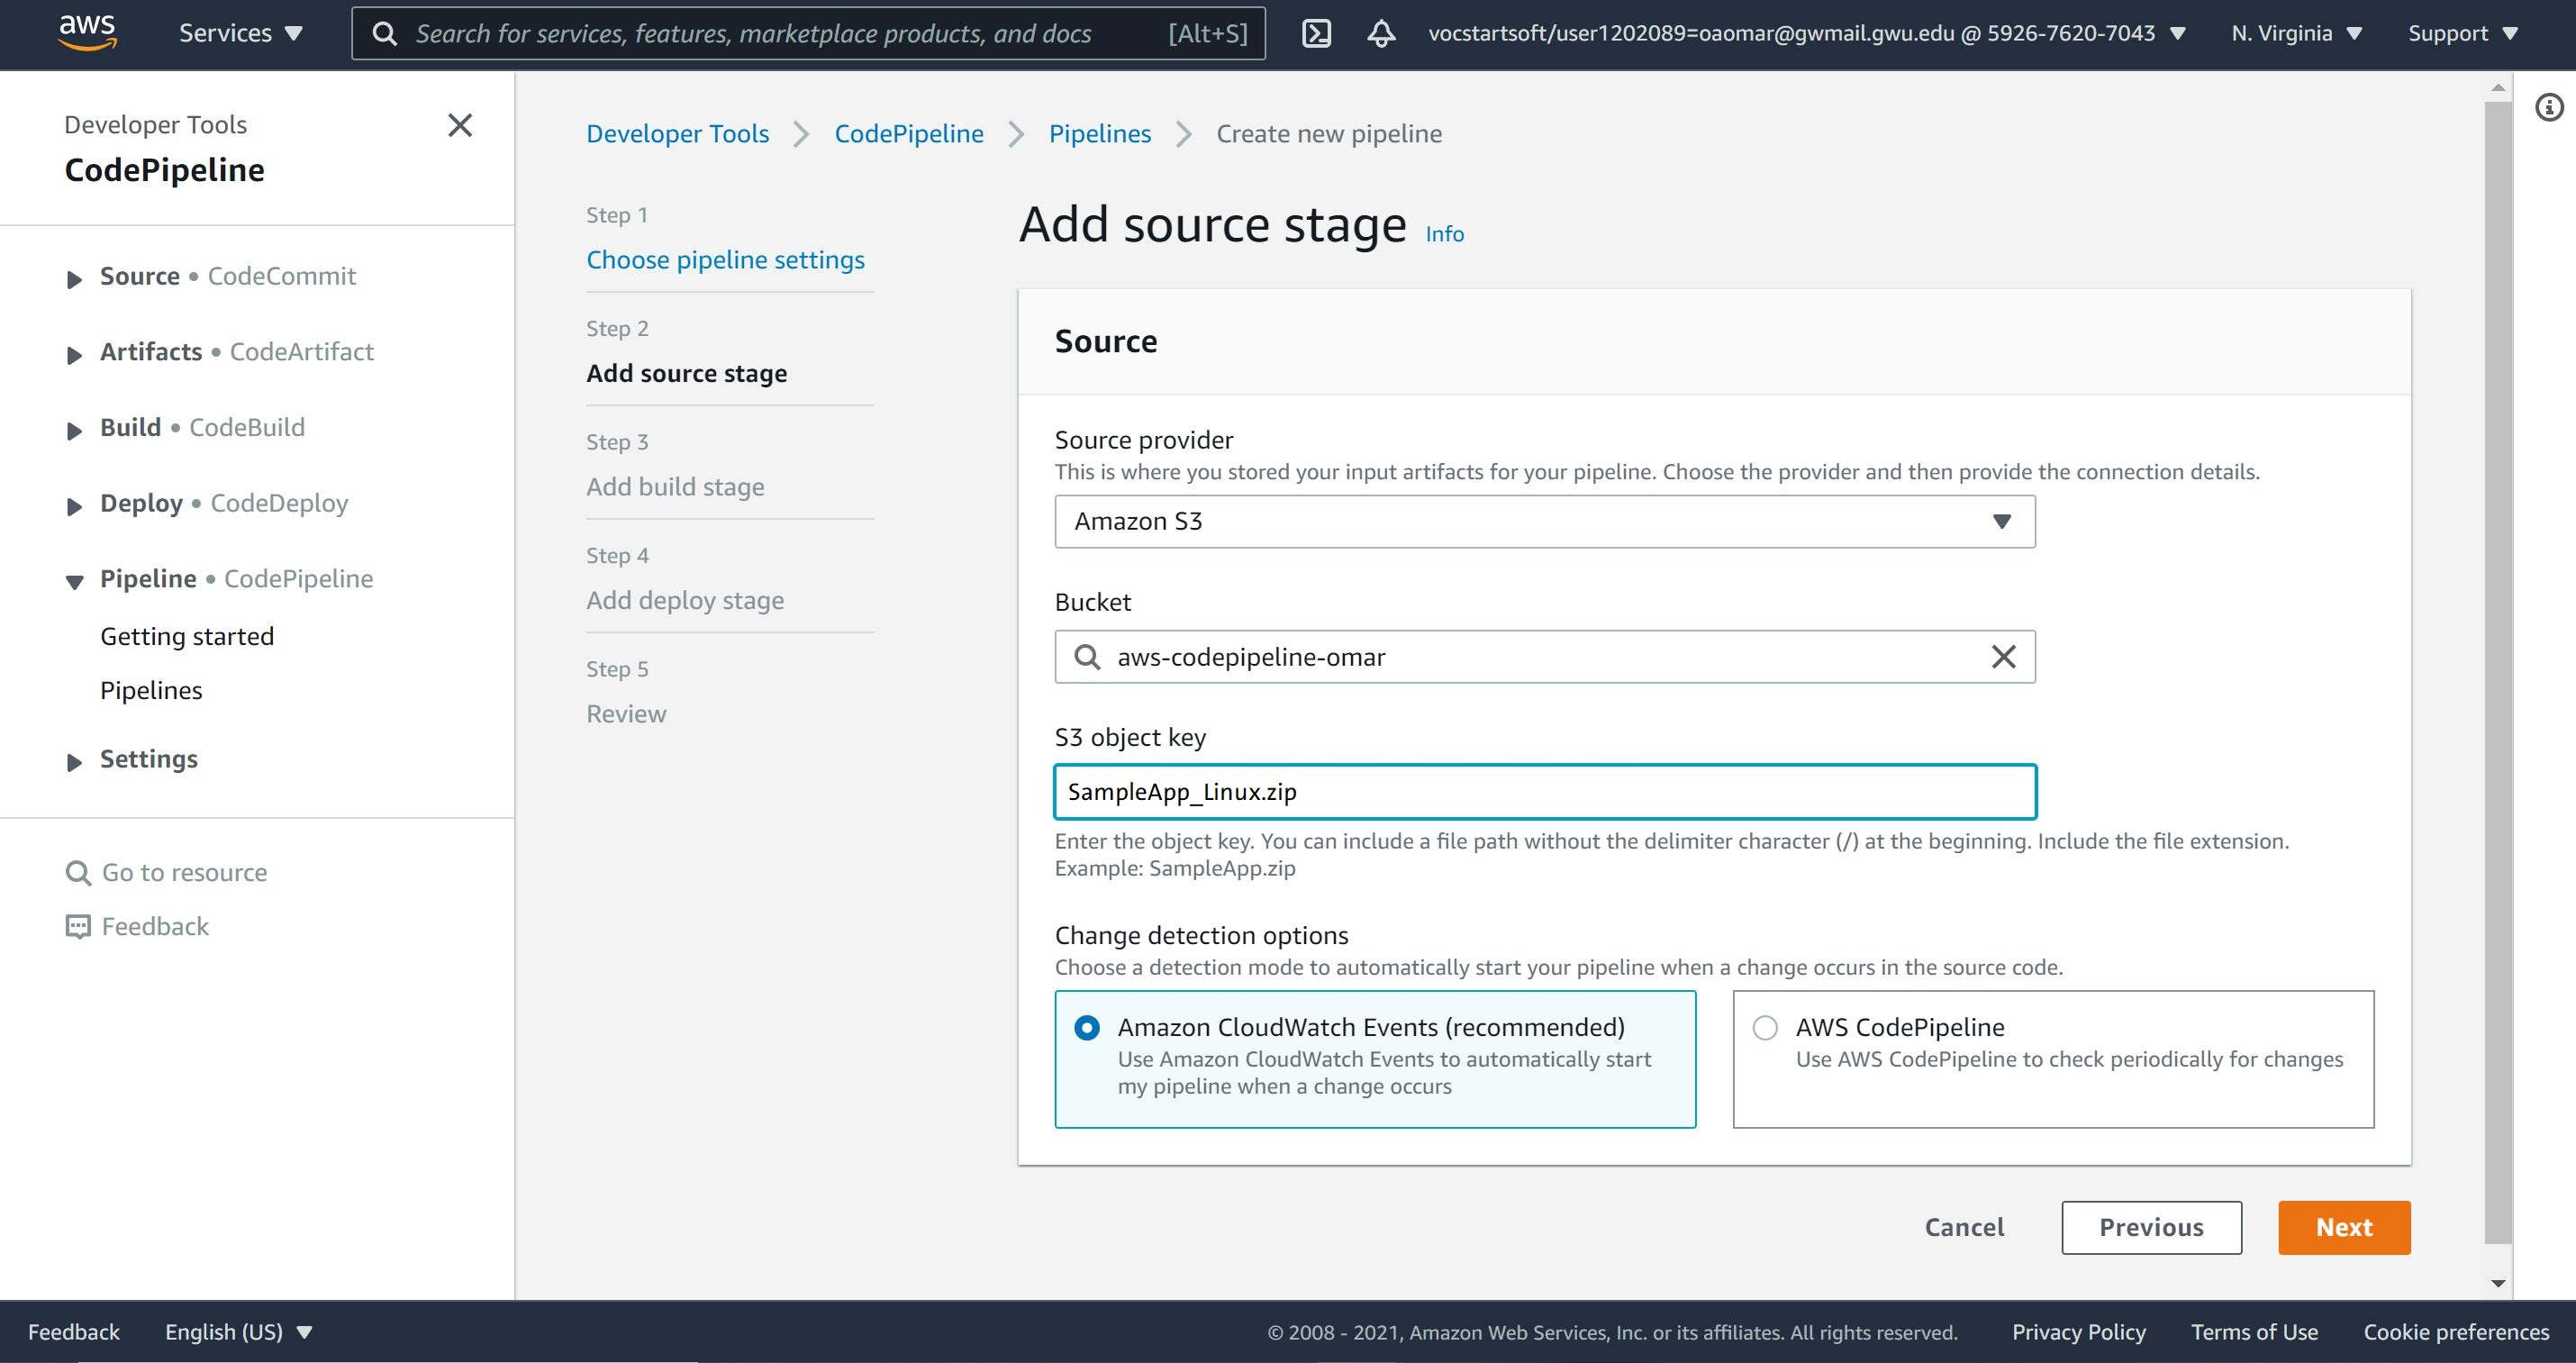 aws
Services
Search for services, features, marketplace products, and docs
[Alt+S]
vocstartsoft/user1202089=oaomar@gwmail.gwu.edu @ 5926-7620-7043
N. Virginia
Support
Developer Tools
CodePipeline
Source • CodeCommit
Artifacts • CodeArtifact
Build • CodeBuild
Deploy • CodeDeploy
Pipeline • CodePipeline
Getting started
Pipelines
Settings
Go to resource
Feedback
Developer Tools
CodePipeline
Pipelines
Create new pipeline
Step 1
Choose pipeline settings
Step 2
Add source stage
Step 3
Add build stage
Step 4
Add deploy stage
Step 5
Review
Add source stage Info
Source
Source provider
This is where you stored your input artifacts for your pipeline. Choose the provider and then provide the connection details.
Amazon S3
Bucket
aws-codepipeline-omar
S3 object key
SampleApp_Linux.zip
Enter the object key. You can include a file path without the delimiter character (/) at the beginning. Include the file extension.
Example: SampleApp.zip
Change detection options
Choose a detection mode to automatically start your pipeline when a change occurs in the source code.
Amazon CloudWatch Events (recommended)
Use Amazon CloudWatch Events to automatically start
my pipeline when a change occurs
AWS CodePipeline
Use AWS CodePipeline to check periodically for changes
Cancel
Previous
Next
Feedback
English (US)
© 2008 - 2021, Amazon Web Services, Inc. or its affiliates. All rights reserved.
Privacy Policy
Terms of Use
Cookie preferences